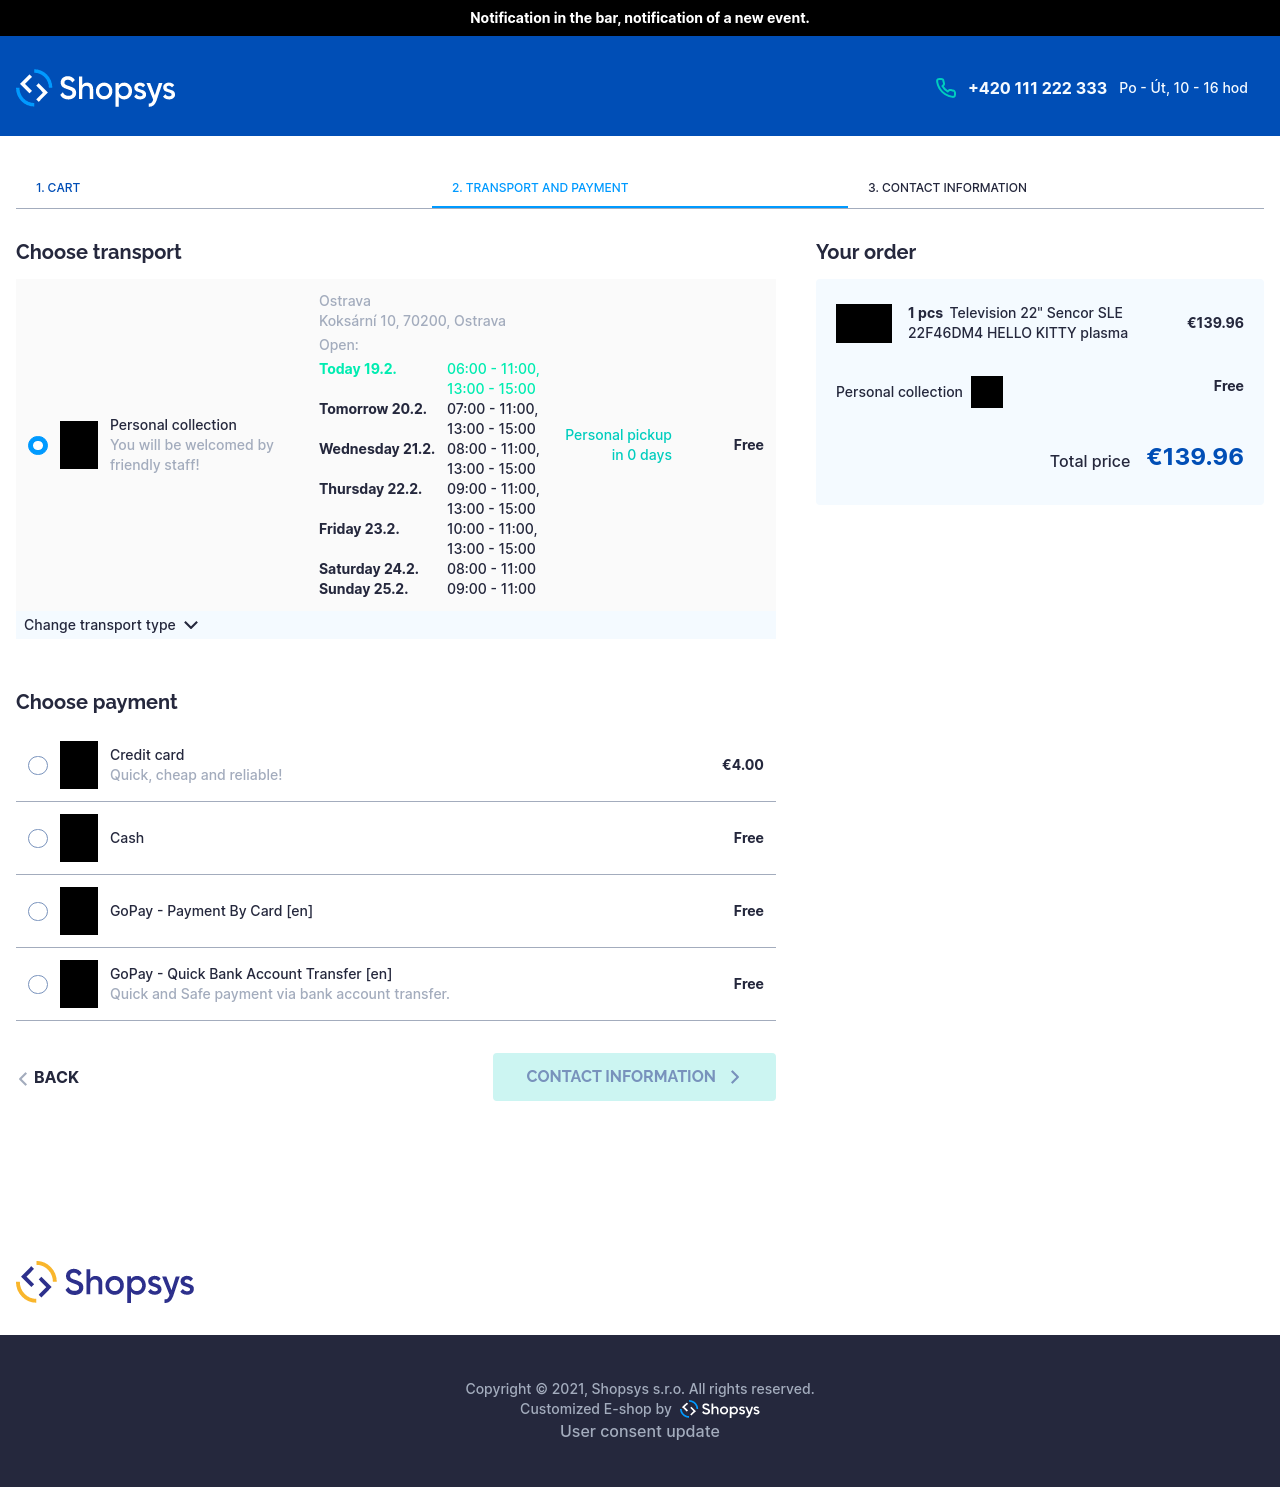 Notification in the bar, notification of a new event.
Shopsys
+420 111 222 333 Po - Út, 10 - 16 hod
1. CART
2. TRANSPORT AND PAYMENT
3. CONTACT INFORMATION
Choose transport
Personal collection
You will be welcomed by
friendly staff!
Ostrava
Koksární 10, 70200, Ostrava
Open:
Today 19.2. 06:00 - 11:00,
13:00 - 15:00
Tomorrow 20.2. 07:00 - 11:00,
13:00 - 15:00
Wednesday 21.2. 08:00 - 11:00,
13:00 - 15:00
Thursday 22.2. 09:00 - 11:00,
13:00 - 15:00
Friday 23.2. 10:00 - 11:00,
13:00 - 15:00
Saturday 24.2. 08:00 - 11:00
Sunday 25.2. 09:00 - 11:00
Personal pickup
in 0 days
Free
Change transport type
Your order
1 pcs Television 22" Sencor SLE
22F46DM4 HELLO KITTY plasma
€139.96
Personal collection
Free
Total price €139.96
Choose payment
Credit card
Quick, cheap and reliable!
€4.00
Cash
Free
GoPay - Payment By Card [en]
Free
GoPay - Quick Bank Account Transfer [en]
Quick and Safe payment via bank account transfer.
Free
BACK
CONTACT INFORMATION
Shopsys
Copyright © 2021, Shopsys s.r.o. All rights reserved.
Customized E-shop by Shopsys
User consent update